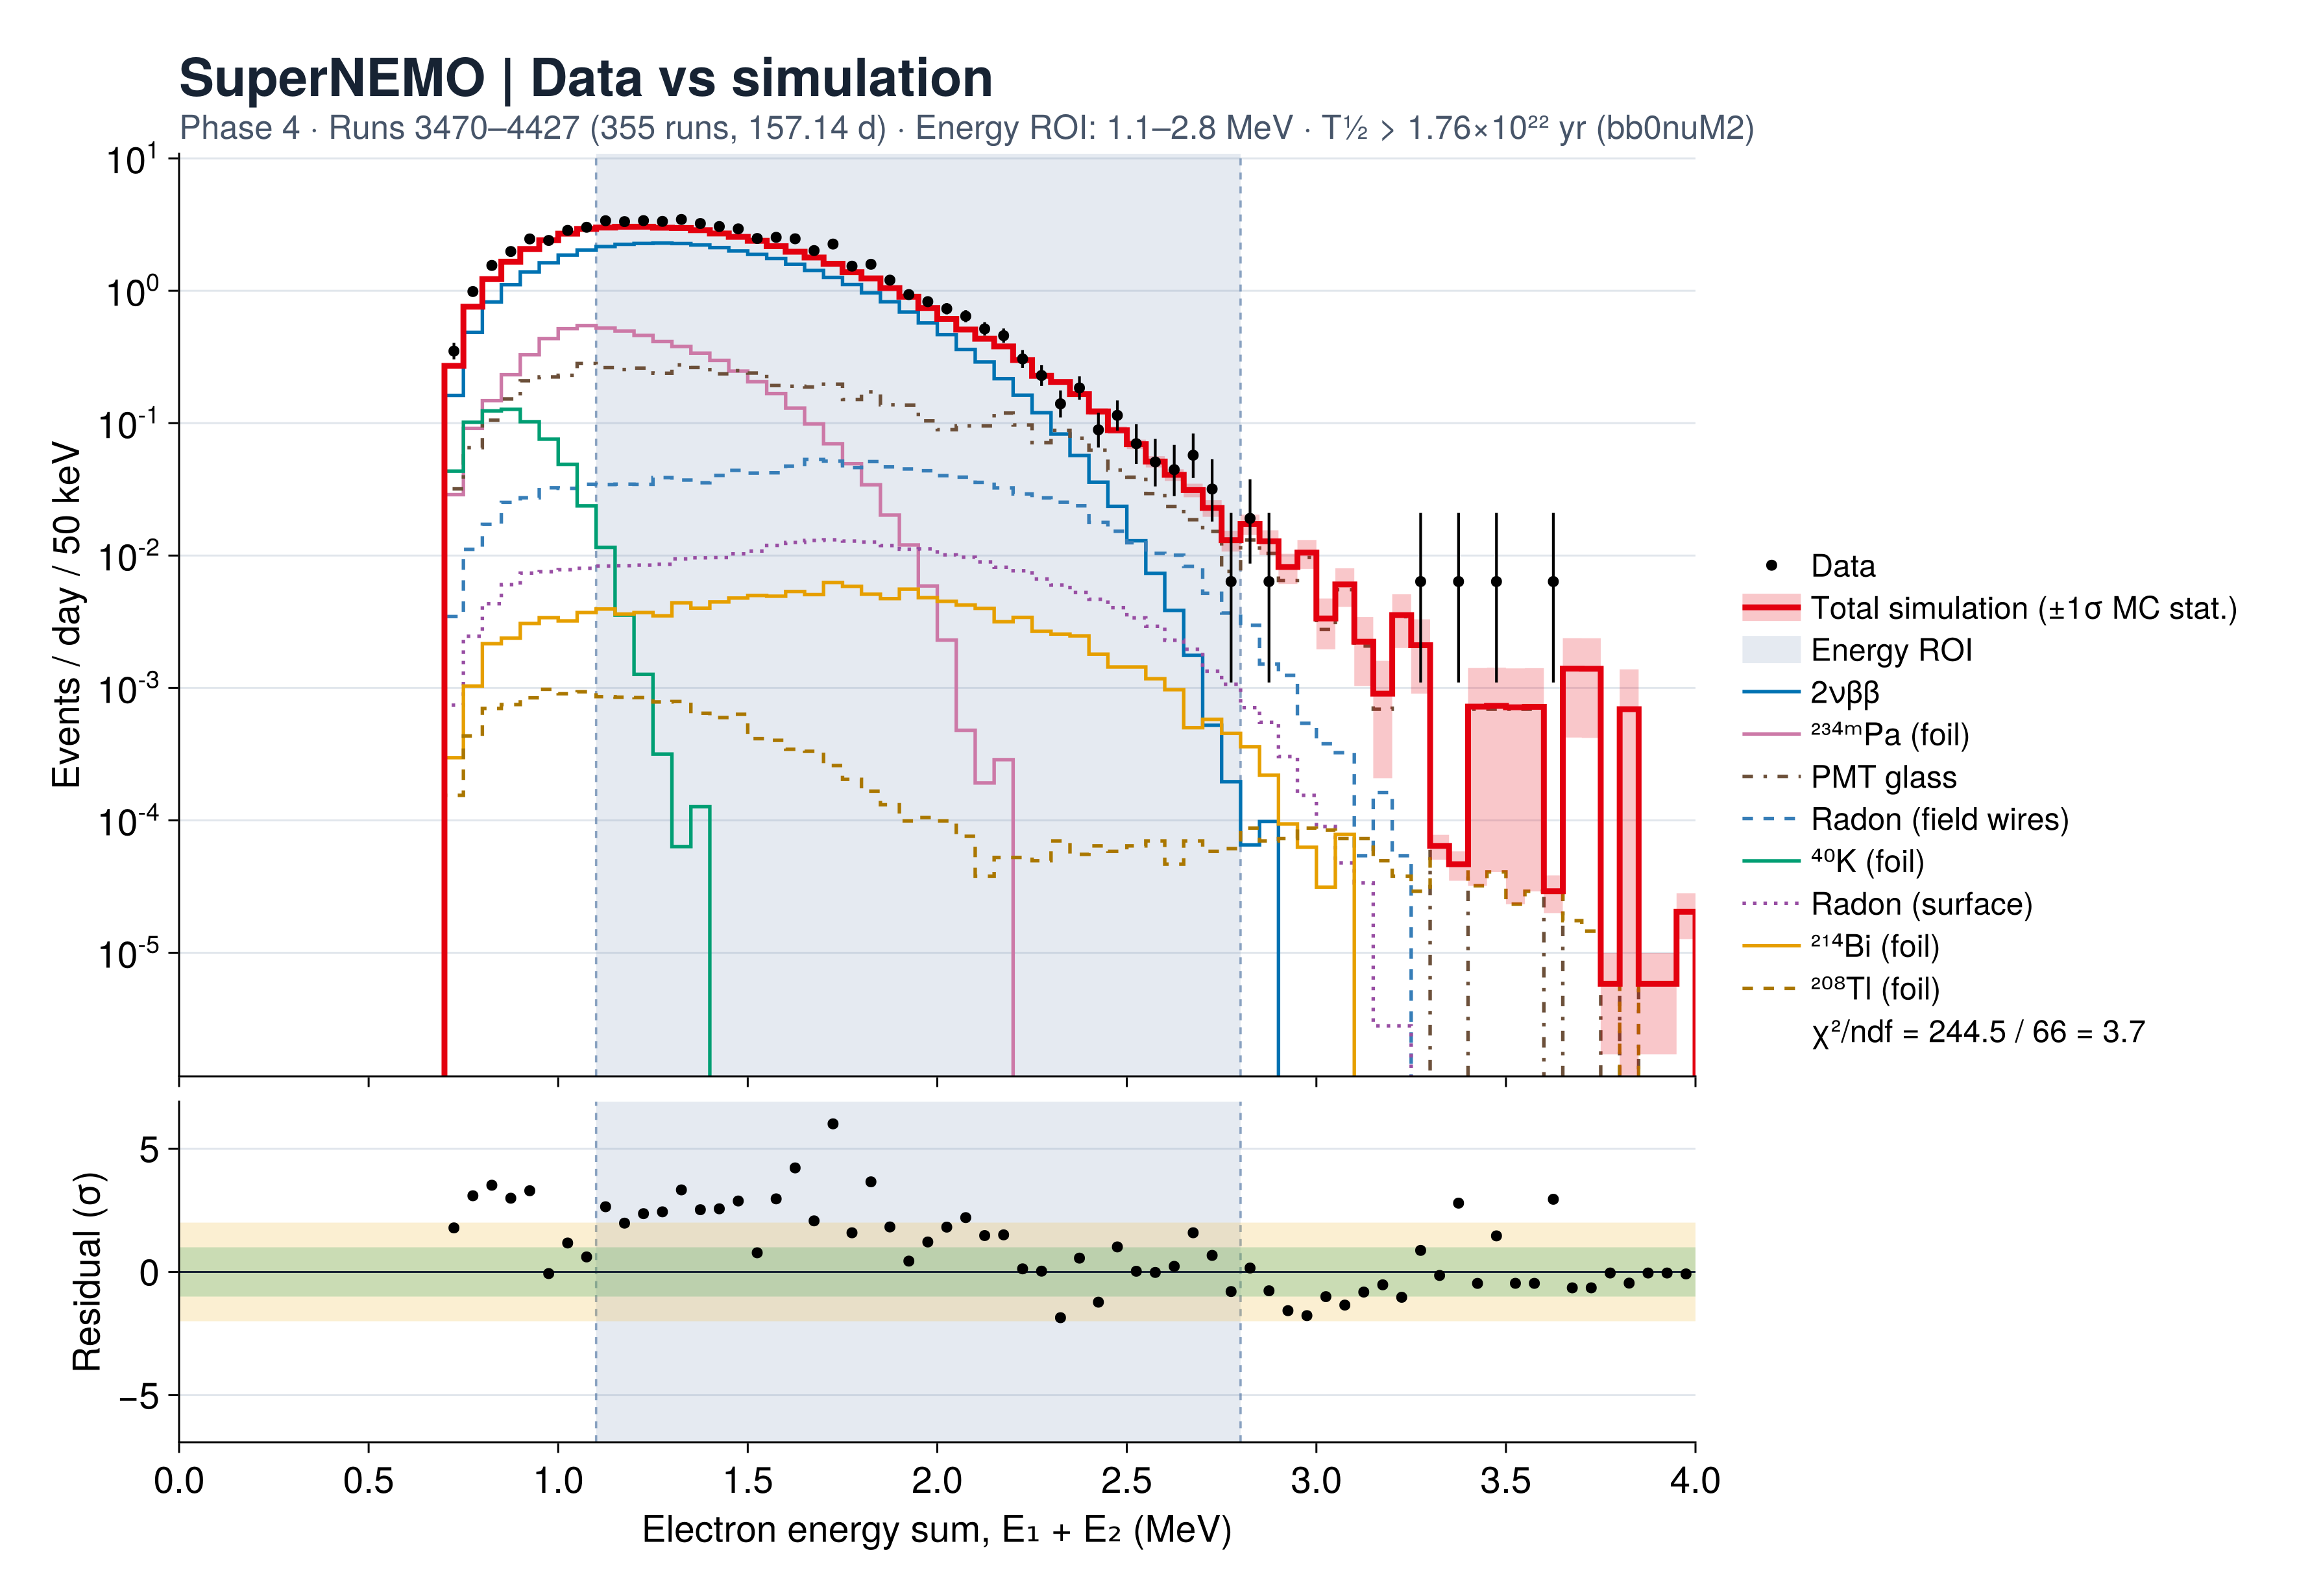 SuperNEMO | Data vs simulation
Phase 4 · Runs 3470–4427 (355 runs, 157.14 d) · Energy ROI: 1.1–2.8 MeV · T½ > 1.76×10²² yr (bb0nuM2)
Events / day / 50 keV
10¹
10⁰
10⁻¹
10⁻²
10⁻³
10⁻⁴
10⁻⁵
Data
Total simulation (±1σ MC stat.)
Energy ROI
2νββ
²³⁴ᵐPa (foil)
PMT glass
Radon (field wires)
⁴⁰K (foil)
Radon (surface)
²¹⁴Bi (foil)
²⁰⁸Tl (foil)
χ²/ndf = 244.5 / 66 = 3.7
Residual (σ)
5
0
−5
0.0 0.5 1.0 1.5 2.0 2.5 3.0 3.5 4.0
Electron energy sum, E₁ + E₂ (MeV)